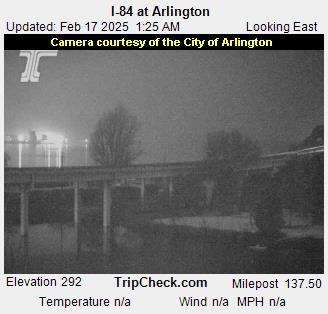 I-84 at Arlington
Updated: Feb 17 2025 1:25 AM Looking East
Camera courtesy of the City of Arlington
Elevation 292 TripCheck.com Milepost 137.50
Temperature n/a Wind n/a MPH n/a